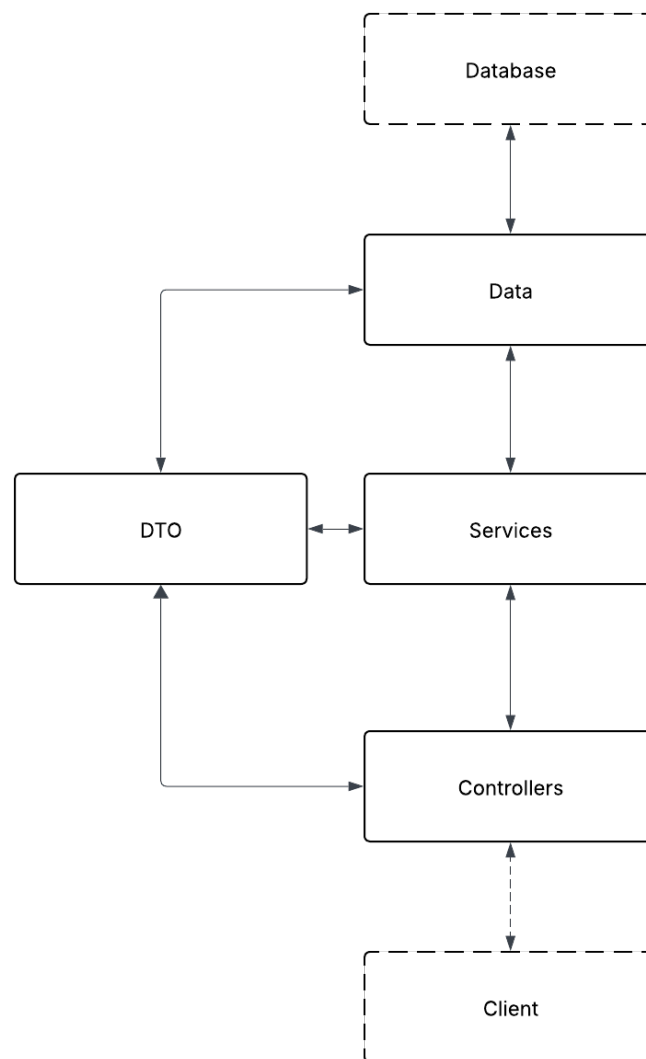 Database
Data
DTO
Services
Controllers
Client